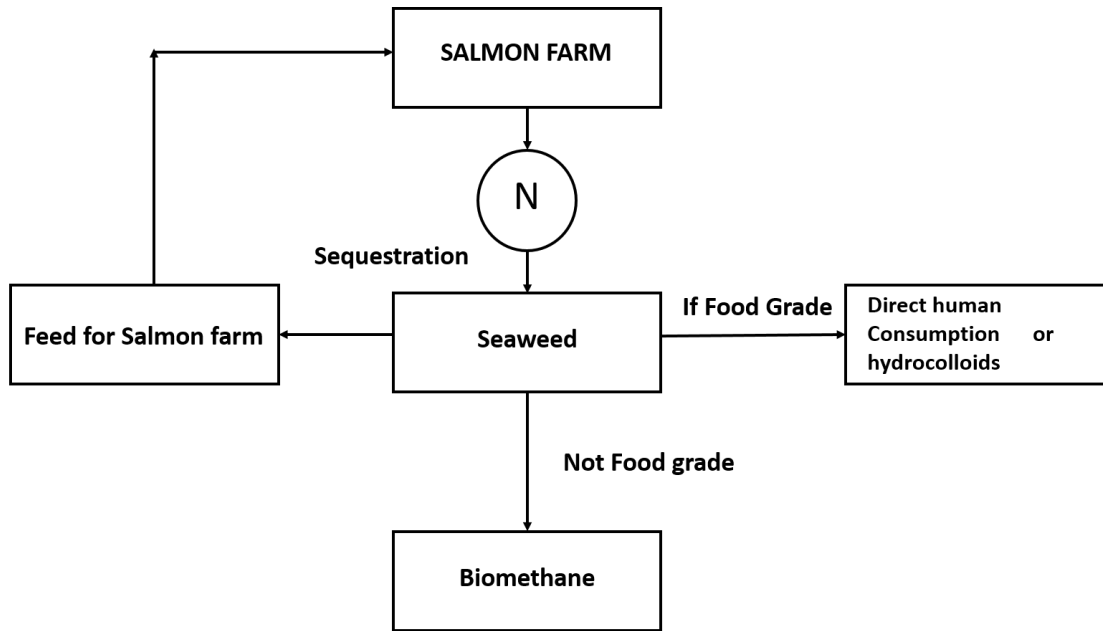 SALMON FARM
N
Sequestration
Feed for Salmon farm
Seaweed
If Food Grade
Direct human
Consumption or
hydrocolloids
Not Food grade
Biomethane